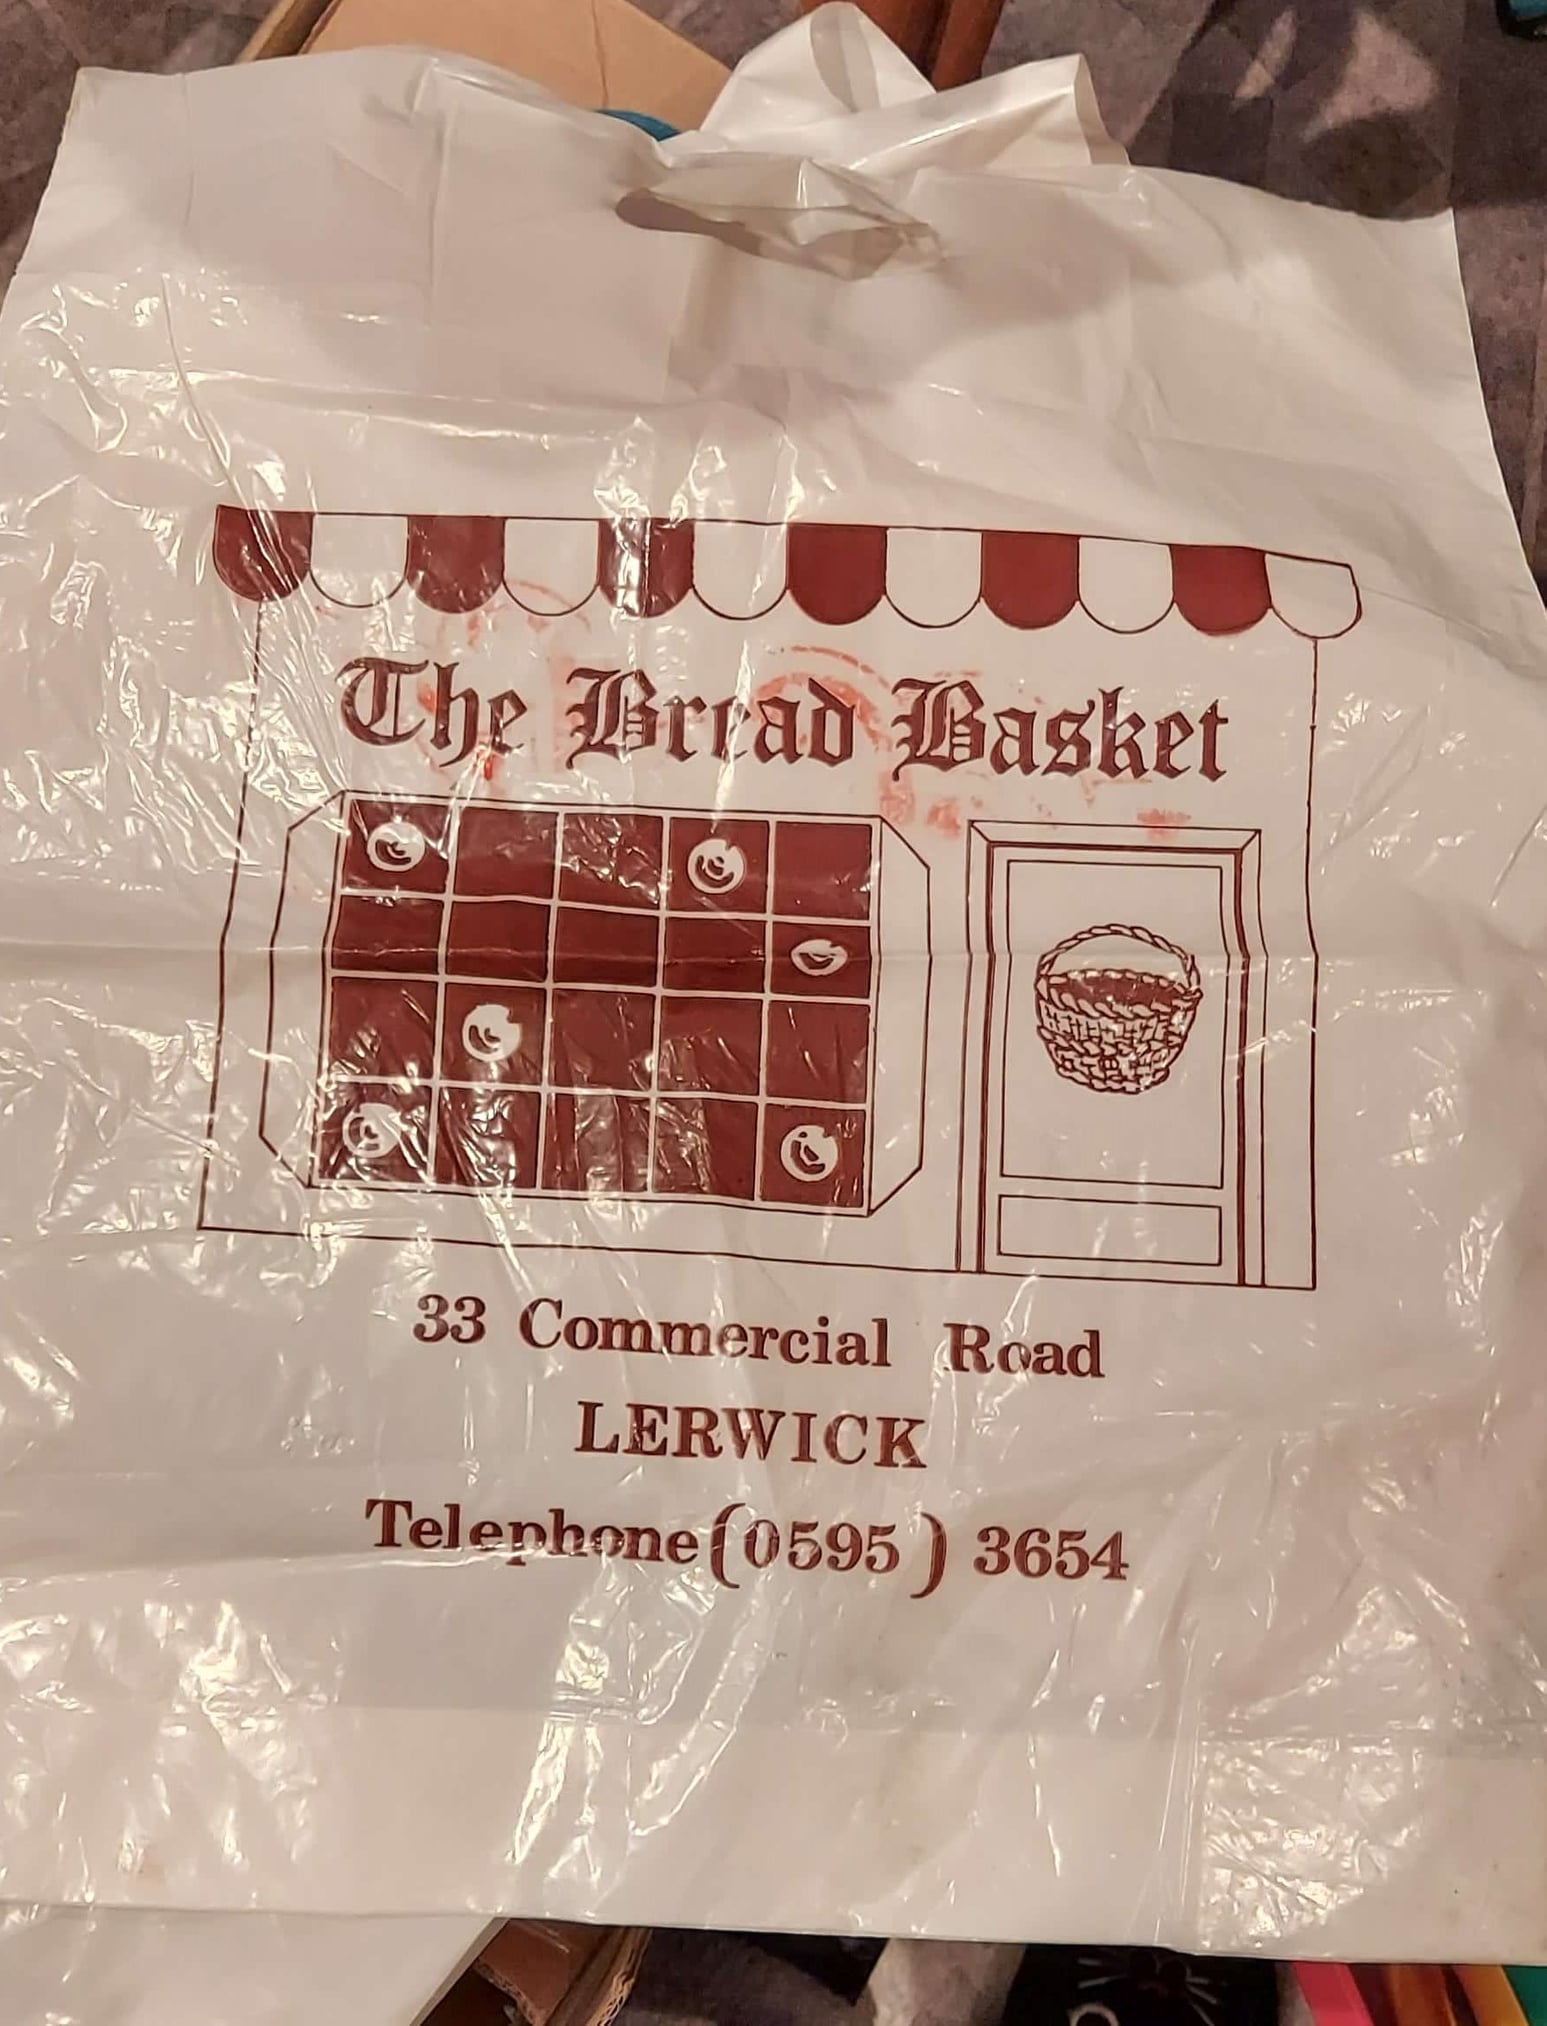 The Bread Basket
33 Commercial Road
LERWICK
Telephone (0595) 3654